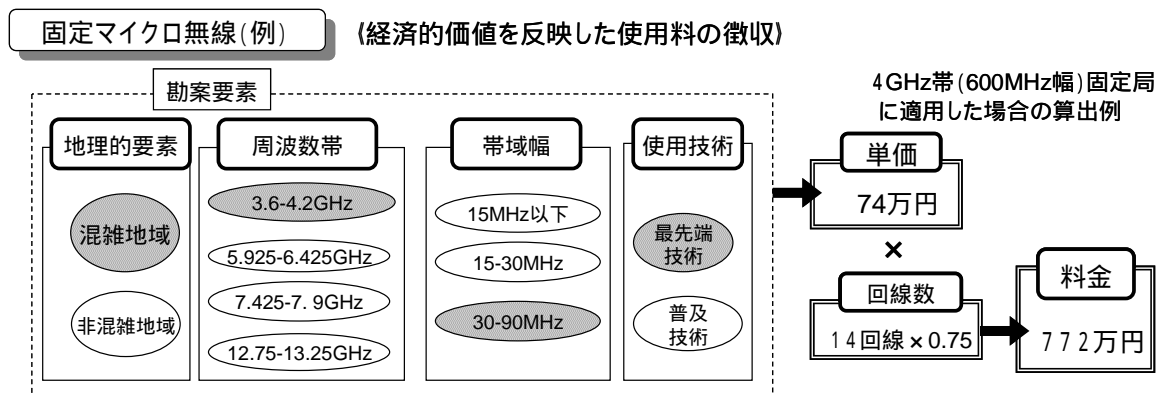 固定マイクロ無線(例)
《経済的価値を反映した使用料の徴収》
勘案要素
地理的要素
混雑地域
非混雑地域
周波数帯
3.6-4.2GHz
5.925-6.425GHz
7.425-7. 9GHz
12.75-13.25GHz
帯域幅
15MHz以下
15-30MHz
30-90MHz
使用技術
最先端
技術
普及
技術
4GHz帯(600MHz幅)固定局
に適用した場合の算出例
単価
74万円
×
回線数
14回線×0.75
料金
772万円